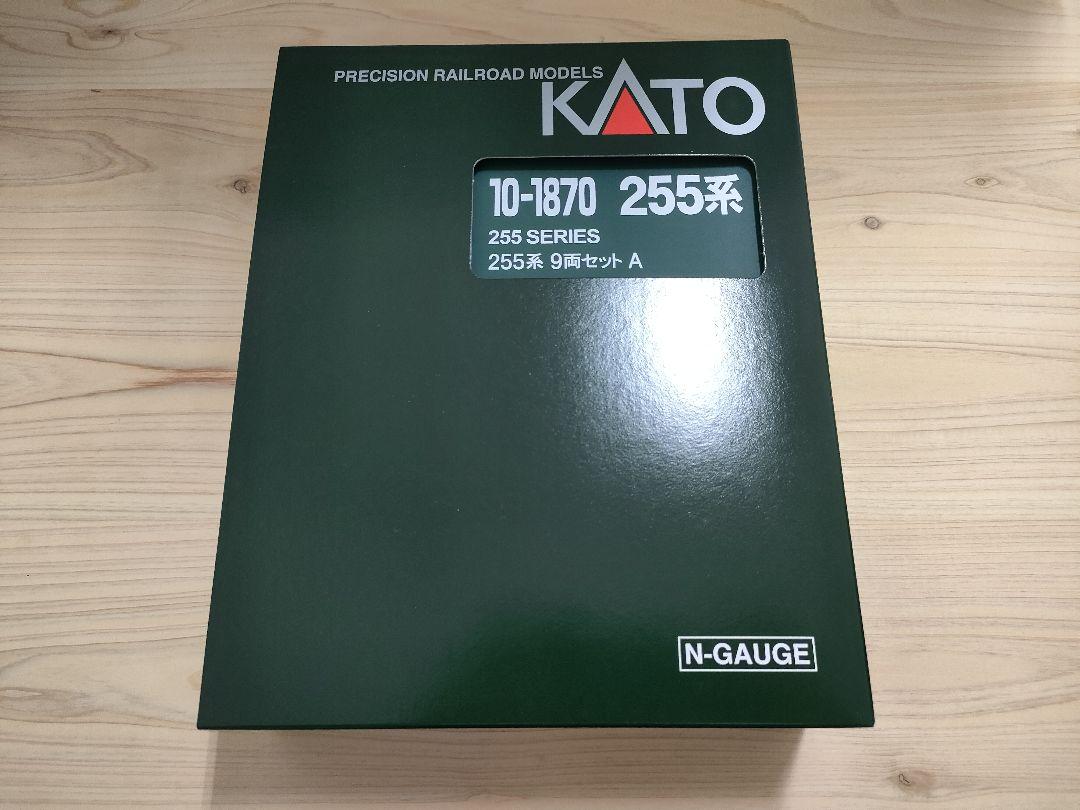 PRECISION RAILROAD MODELS
KATO
10-1870 255系
255 SERIES
255系 9両セット A
N-GAUGE